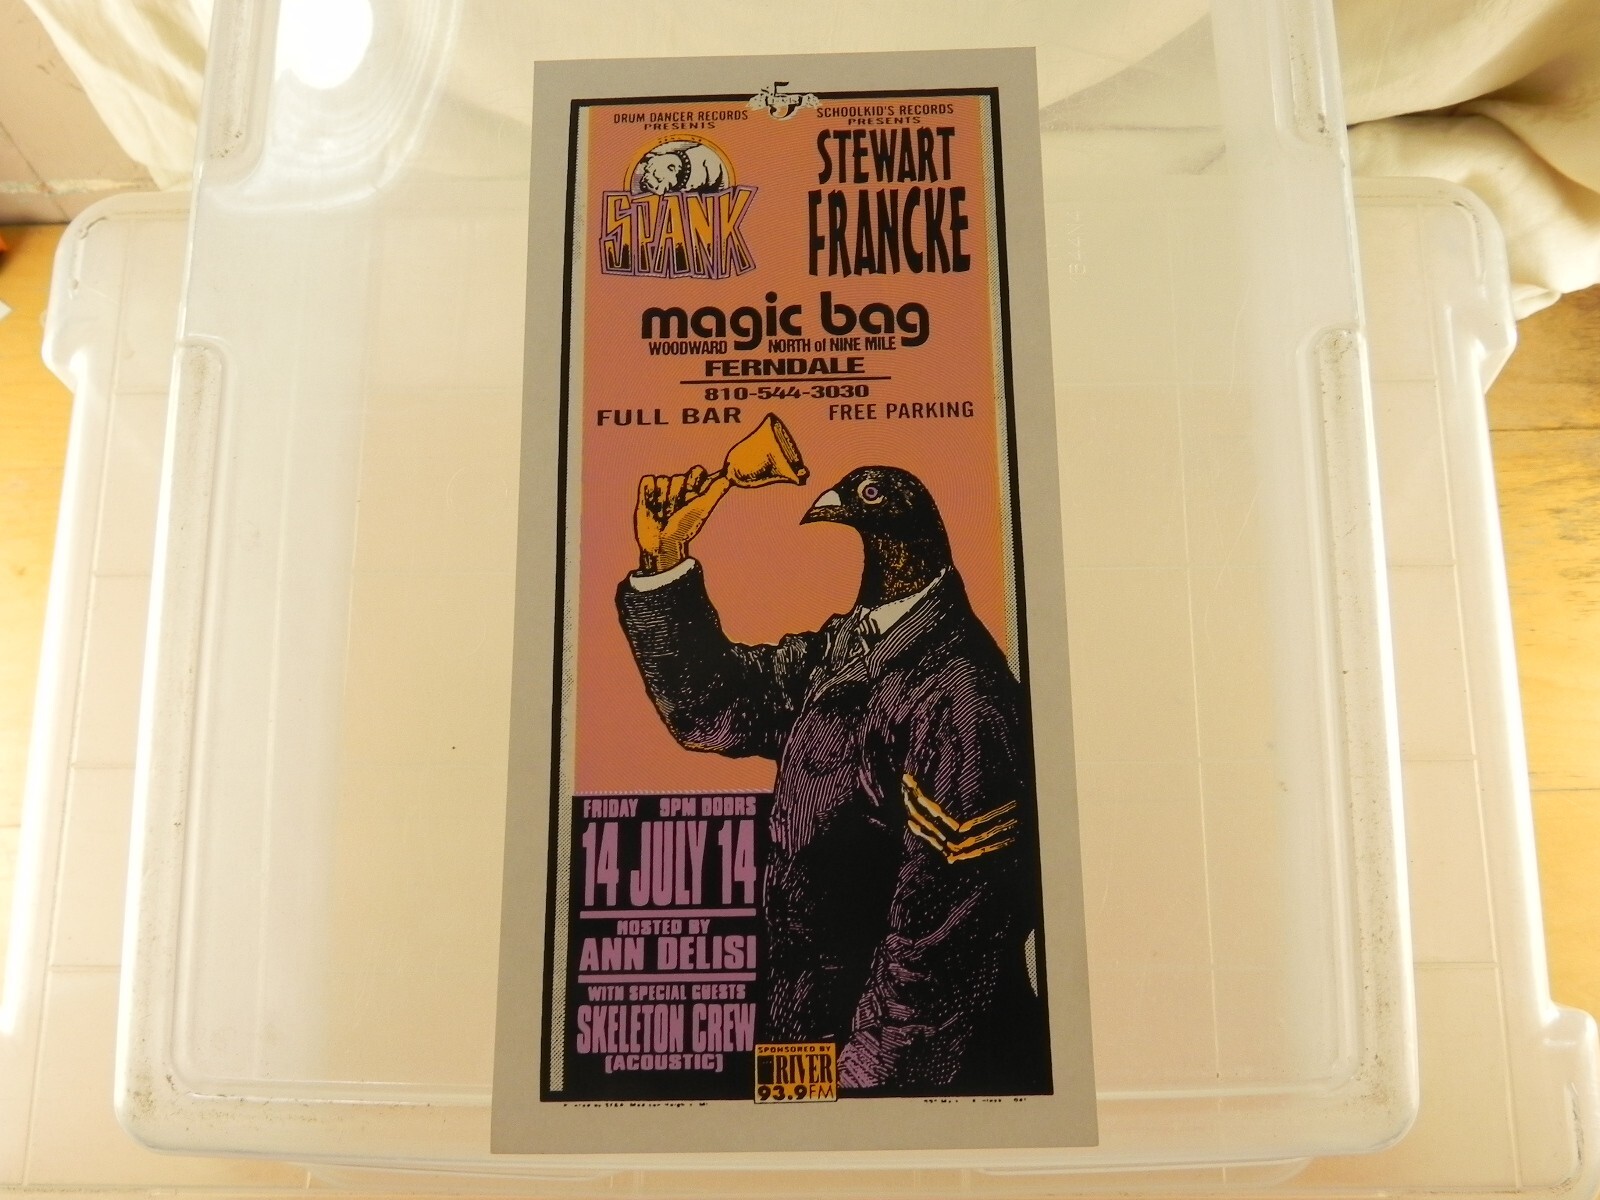 DRUM DANCER RECORDS
PRESENTS
SPANK
SCHOOLKID'S RECORDS
PRESENTS
STEWART
FRANCKE
magic bag
WOODWARD NORTH of NINE MILE
FERNDALE
810-544-3030
FULL BAR FREE PARKING
FRIDAY 9PM DOORS
14 JULY 14
HOSTED BY
ANN DELISI
WITH SPECIAL GUESTS
SKELETON CREW
(ACOUSTIC)
SPONSORED BY
RIVER
93.9FM